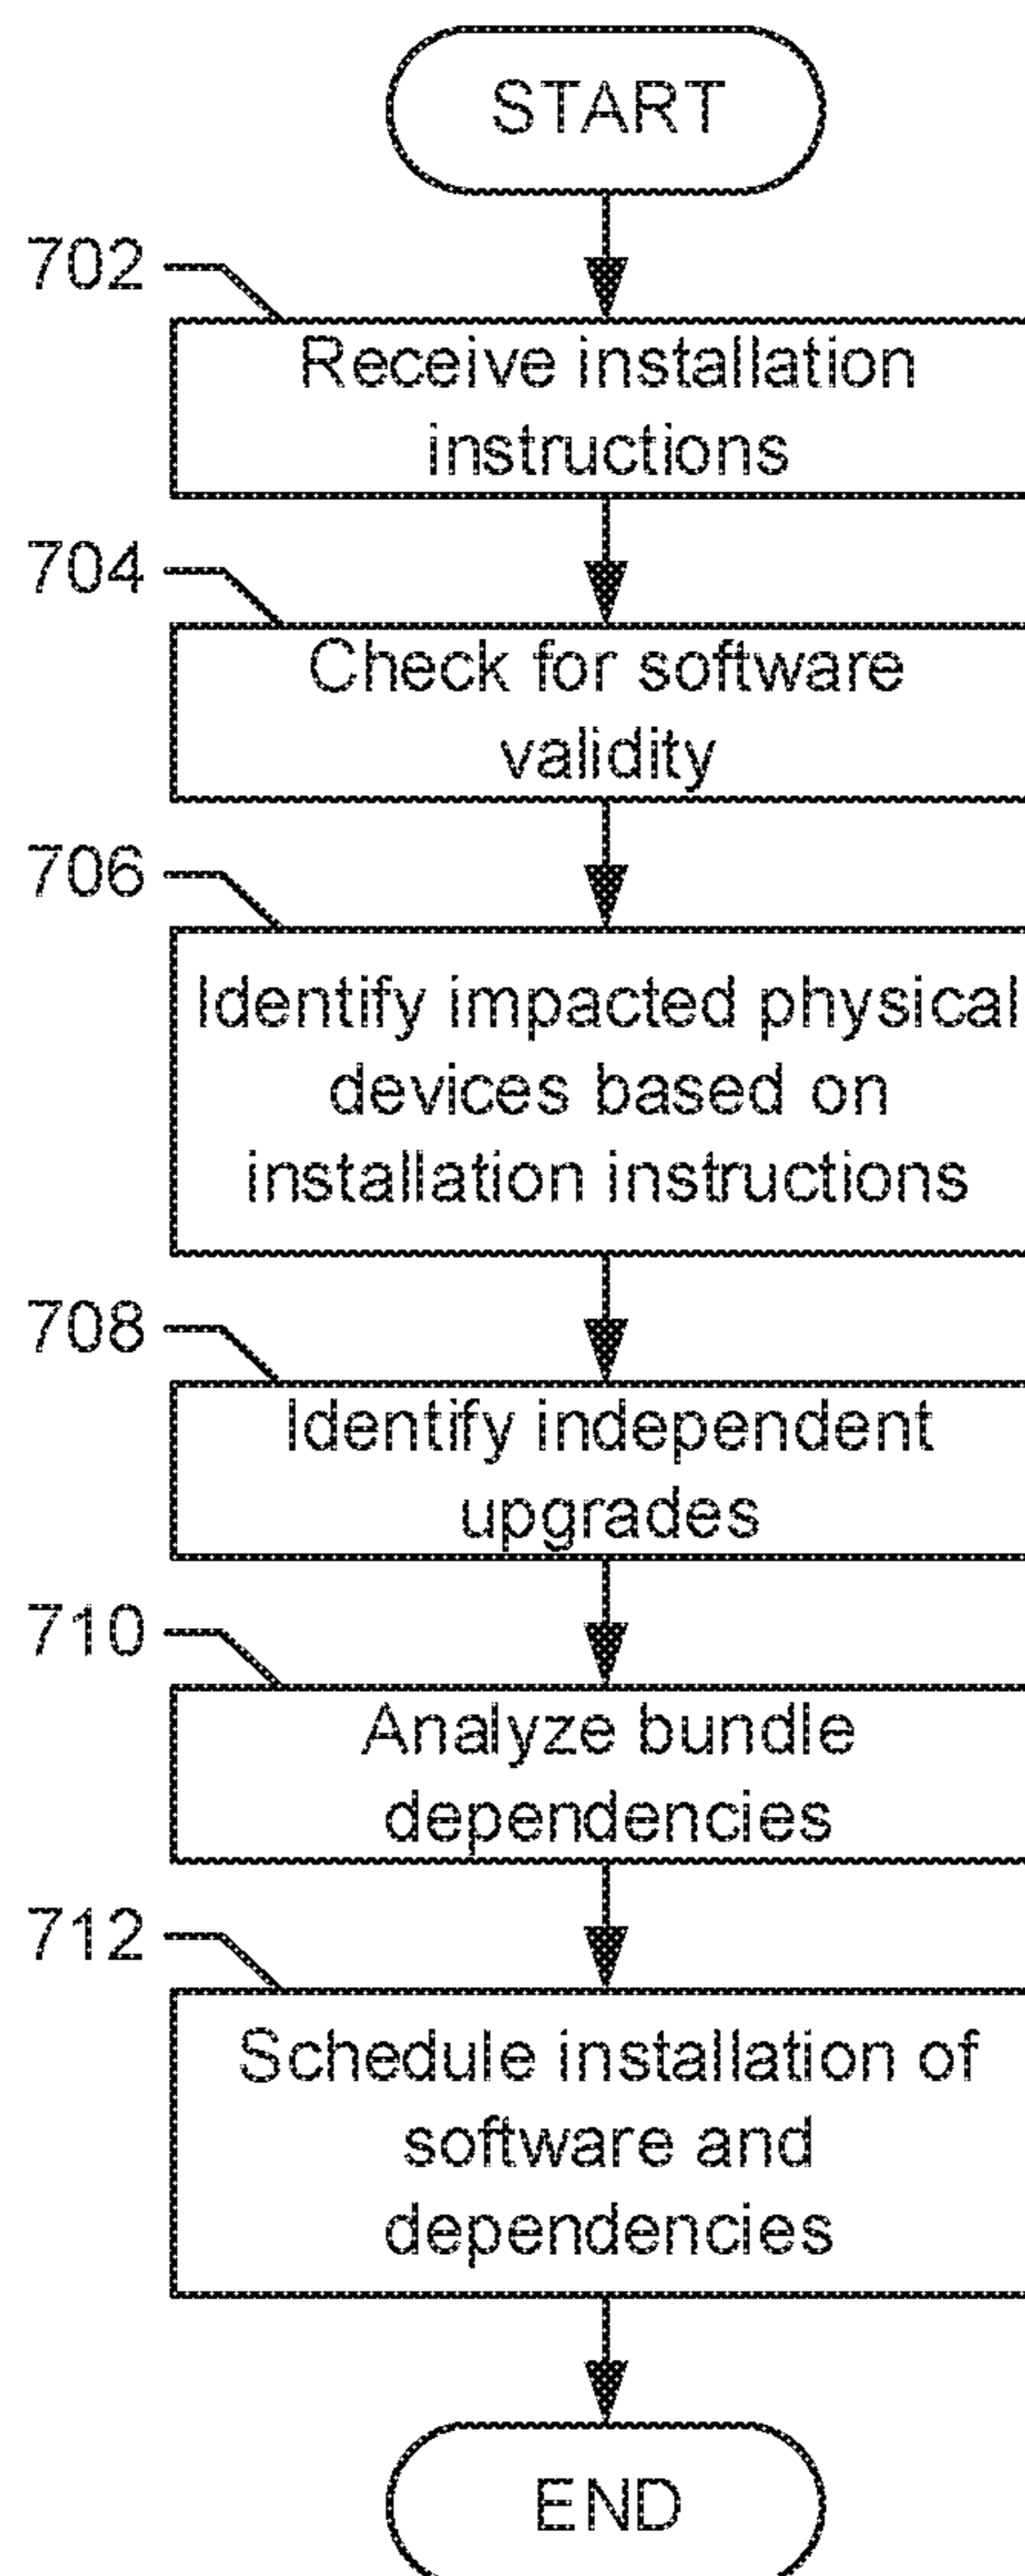 START
702
Receive installation
instructions
704
Check for software
validity
706
Identify impacted physical
devices based on
installation instructions
708
Identify independent
upgrades
710
Analyze bundle
dependencies
712
Schedule installation of
software and
dependencies
END